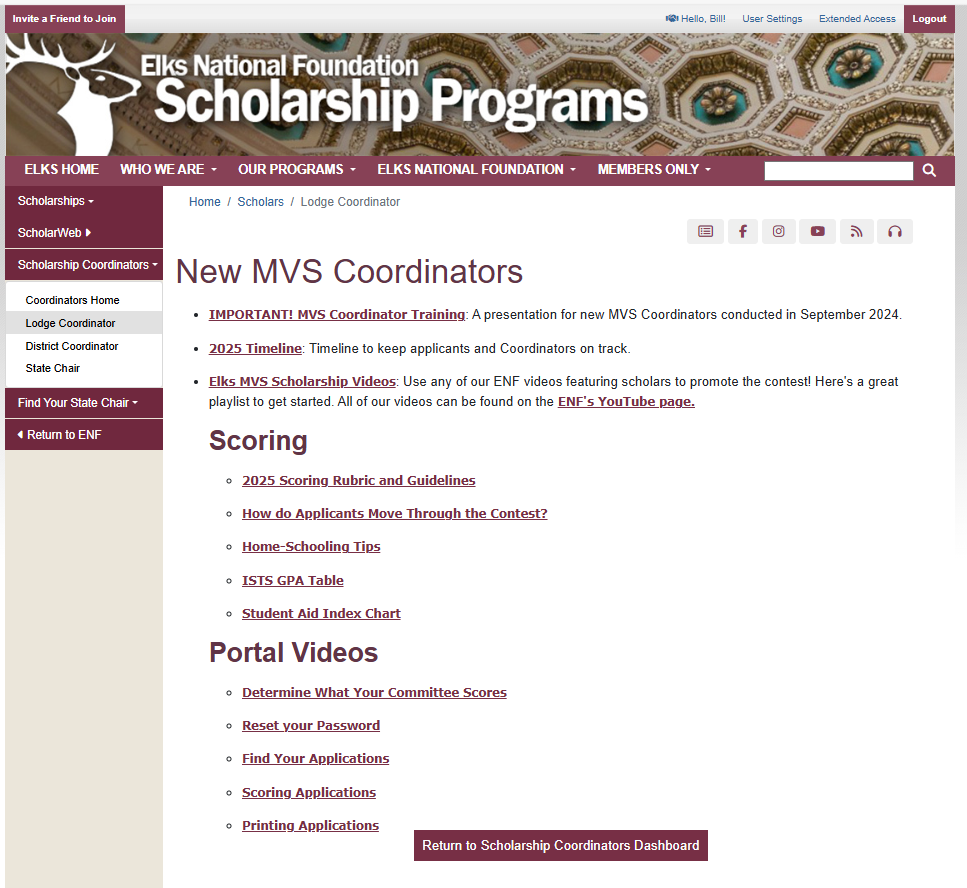 Invite a Friend to Join
Hello, Bill!
User Settings
Extended Access
Logout
Elks National Foundation
Scholarship Programs
ELKS HOME
WHO WE ARE
OUR PROGRAMS
ELKS NATIONAL FOUNDATION
MEMBERS ONLY
Scholarships
ScholarWeb
Scholarship Coordinators
Coordinators Home
Lodge Coordinator
District Coordinator
State Chair
Find Your State Chair
Return to ENF
Home / Scholars / Lodge Coordinator
New MVS Coordinators
• IMPORTANT! MVS Coordinator Training: A presentation for new MVS Coordinators conducted in September 2024.
• 2025 Timeline: Timeline to keep applicants and Coordinators on track.
• Elks MVS Scholarship Videos: Use any of our ENF videos featuring scholars to promote the contest! Here's a great
playlist to get started. All of our videos can be found on the ENF's YouTube page.
Scoring
2025 Scoring Rubric and Guidelines
How do Applicants Move Through the Contest?
Home-Schooling Tips
ISTS GPA Table
Student Aid Index Chart
Portal Videos
Determine What Your Committee Scores
Reset your Password
Find Your Applications
Scoring Applications
Printing Applications
Return to Scholarship Coordinators Dashboard